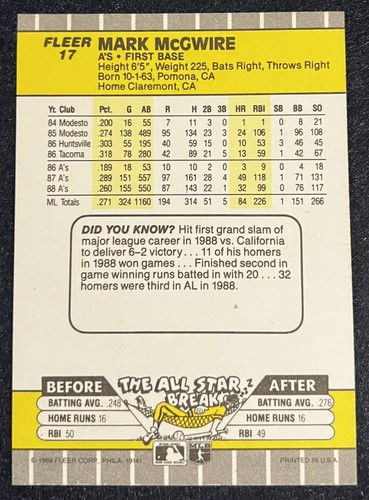 FLEER
17
MARK McGWIRE
A'S • FIRST BASE
Height 6'5", Weight 225, Bats Right, Throws Right
Born 10-1-63, Pomona, CA
Home Claremont, CA
Yr. Club Pct. G AB R H 2B 3B HR RBI SB BB SO
84 Modesto .200 16 55 7 11 3 0 1 1 0 8 21
85 Modesto .274 138 489 95 134 23 3 24 106 1 96 108
86 Huntsville .303 55 195 40 59 15 0 10 53 3 46 45
86 Tacoma .318 78 280 42 89 21 5 13 59 1 42 67
86 A's .189 18 53 10 10 2 0 3 9 0 4 18
87 A's .289 151 557 97 161 28 4 49 118 1 71 131
88 A's .260 155 550 87 143 22 1 32 99 0 76 117
ML Totals .271 324 1160 194 314 51 5 84 226 1 151 266
DID YOU KNOW? Hit first grand slam of
major league career in 1988 vs. California
to deliver 6-2 victory . . . 11 of his homers
in 1988 won games . . . Finished second in
game winning runs batted in with 20 . . . 32
homers were third in AL in 1988.
BEFORE THE ALL STAR BREAK AFTER
BATTING AVG. .248 BATTING AVG. .276
HOME RUNS 16 HOME RUNS 16
RBI 50 RBI 49
© 1989 FLEER CORP., PHILA. 19141 PRINTED IN U.S.A.